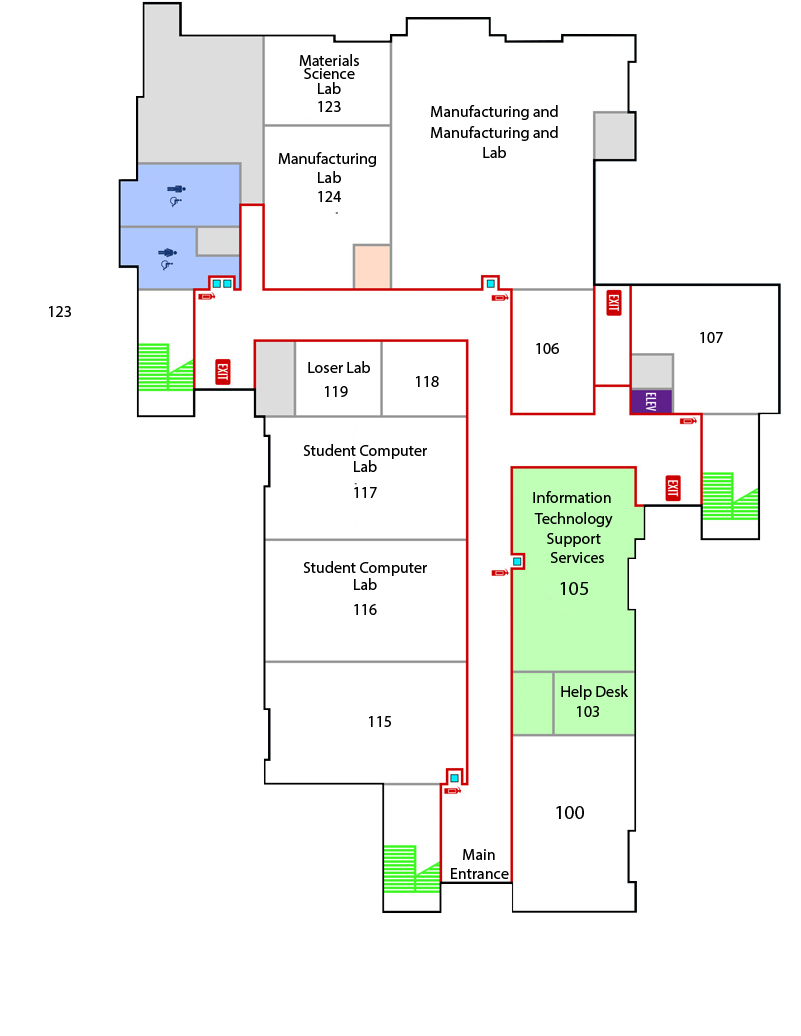 Materials
Science
Lab
123
Manufacturing and
Manufacturing and
Lab
Manufacturing
Lab
124
123
EXIT
106
107
EXIT
Loser Lab
119
118
ELEV
Student Computer
Lab
117
EXIT
Information
Technology
Support
Services
105
Student Computer
Lab
116
Help Desk
103
115
100
Main
Entrance